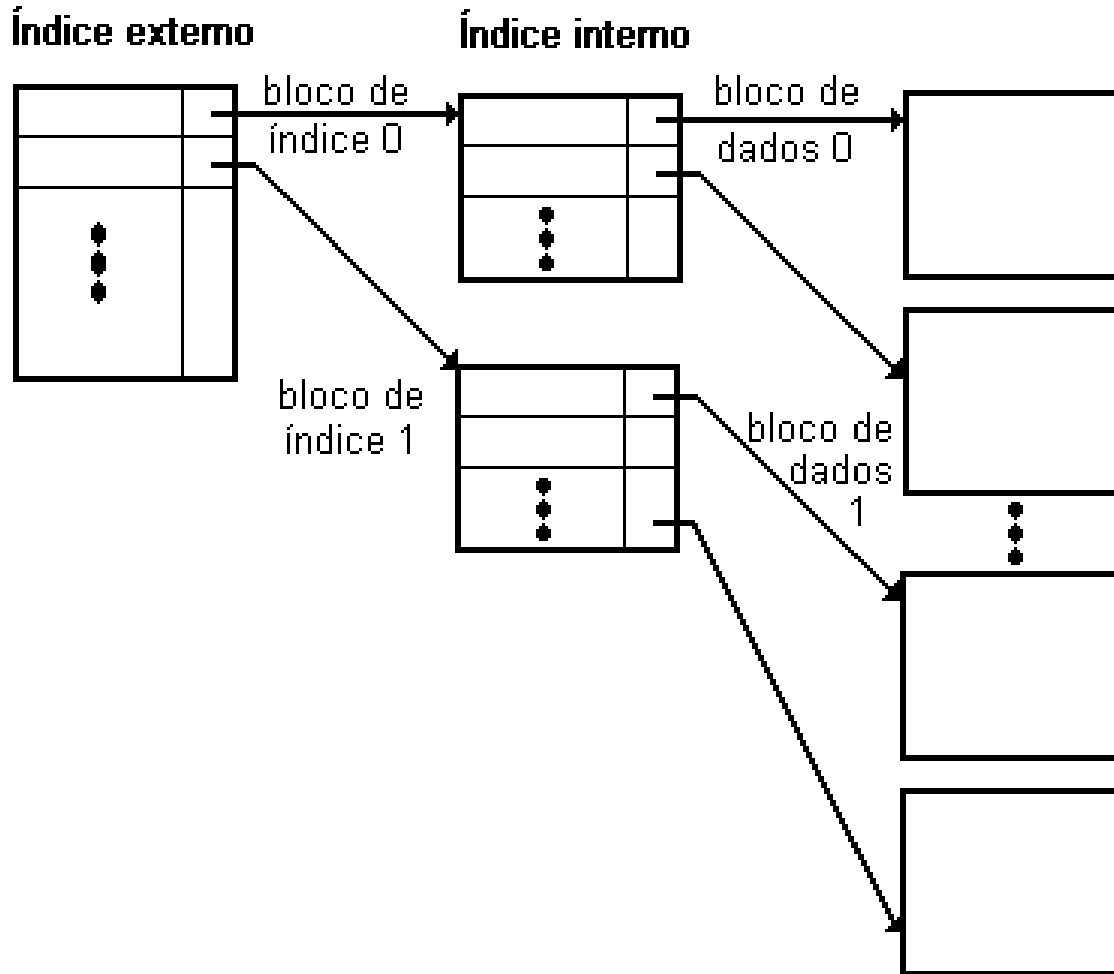 Índice externo
Índice interno
bloco de
índice 0
bloco de
dados 0
bloco de
índice 1
bloco de
dados
1